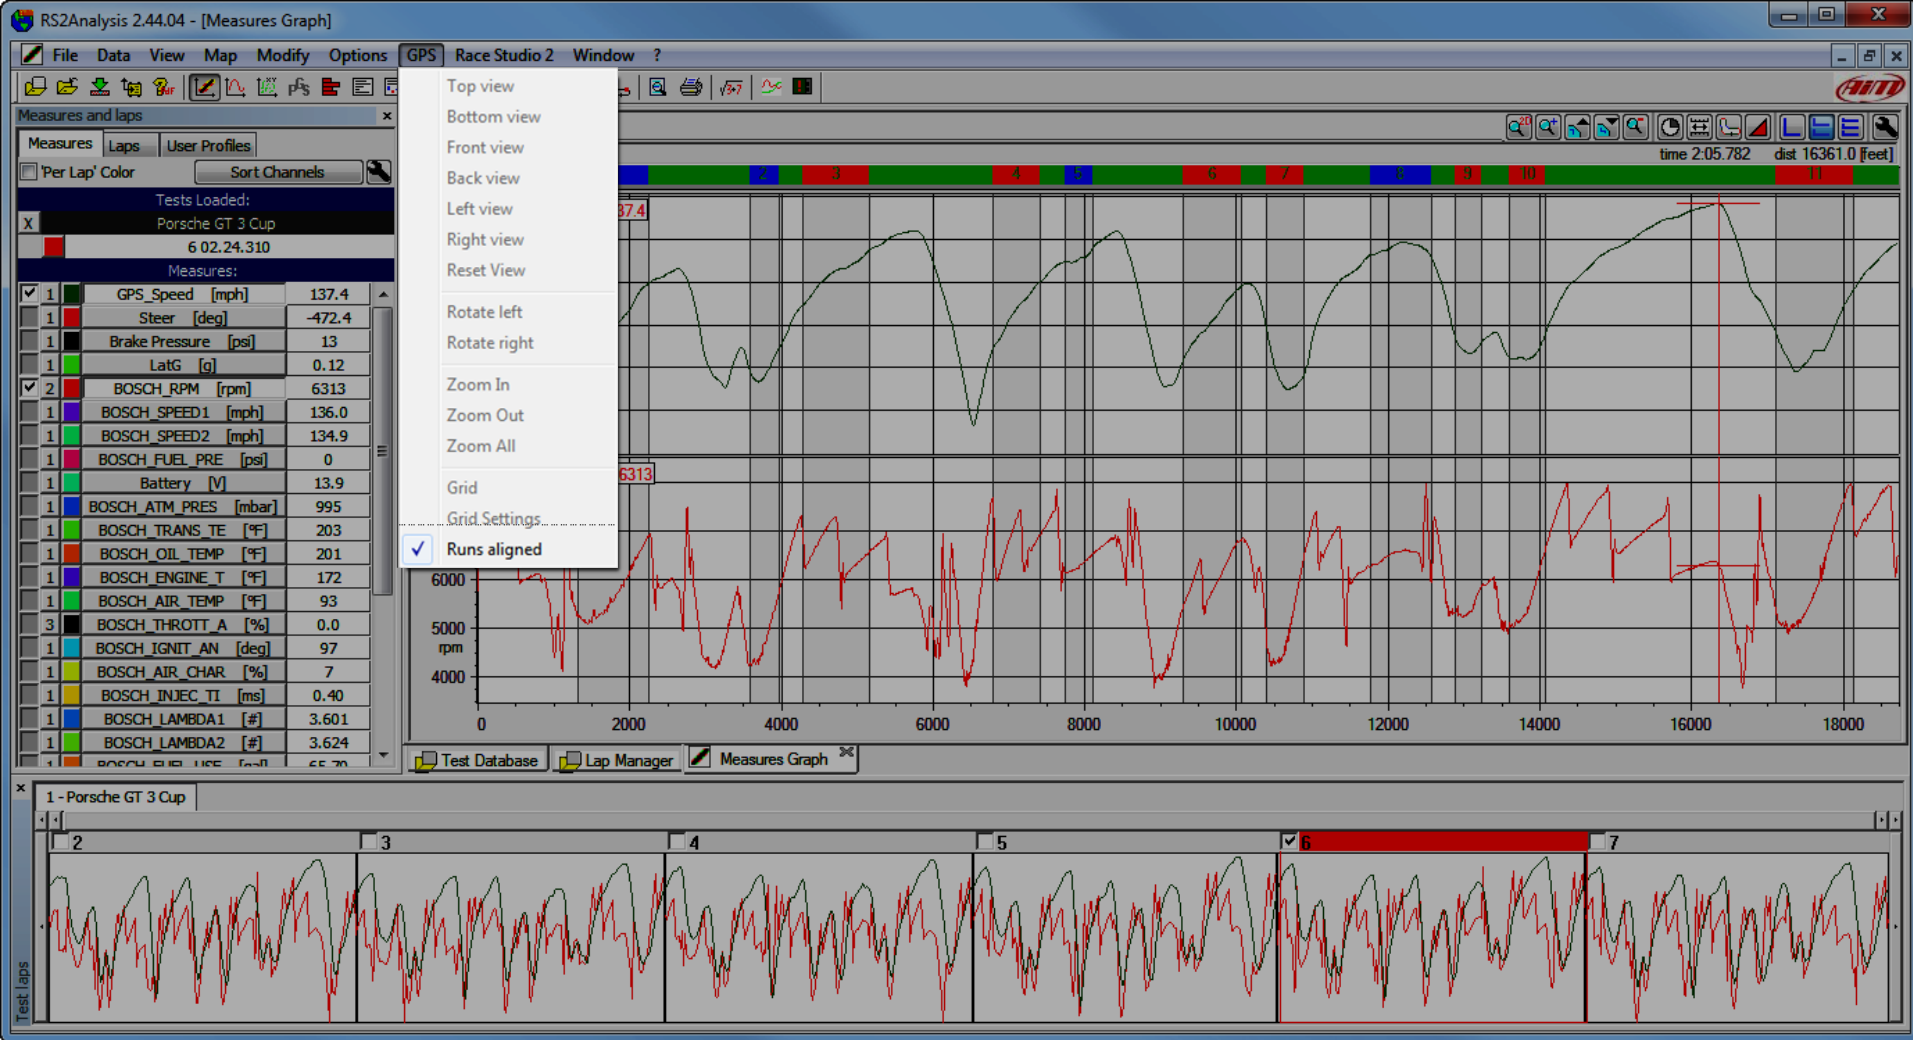 RS2Analysis 2.44.04 - [Measures Graph]
File Data View Map Modify Options GPS Race Studio 2 Window ?
AiM
Measures and laps
Measures Laps User Profiles
'Per Lap' Color Sort Channels
Tests Loaded:
X Porsche GT 3 Cup
6 02.24.310
Measures:
1 GPS_Speed [mph] 137.4
1 Steer [deg] -472.4
1 Brake Pressure [psi] 13
1 LatG [g] 0.12
2 BOSCH_RPM [rpm] 6313
1 BOSCH_SPEED1 [mph] 136.0
1 BOSCH_SPEED2 [mph] 134.9
1 BOSCH_FUEL_PRE [psi] 0
1 Battery [V] 13.9
1 BOSCH_ATM_PRES [mbar] 995
1 BOSCH_TRANS_TE [°F] 203
1 BOSCH_OIL_TEMP [°F] 201
1 BOSCH_ENGINE_T [°F] 172
1 BOSCH_AIR_TEMP [°F] 93
3 BOSCH_THROTT_A [%] 0.0
1 BOSCH_IGNIT_AN [deg] 97
1 BOSCH_AIR_CHAR [%] 7
1 BOSCH_INJEC_TI [ms] 0.40
1 BOSCH_LAMBDA1 [#] 3.601
1 BOSCH_LAMBDA2 [#] 3.624
1 BOSCH_FUEL_USE [gal] 65.70
Top view
Bottom view
Front view
Back view
Left view
Right view
Reset View
Rotate left
Rotate right
Zoom In
Zoom Out
Zoom All
Grid
Grid Settings
Runs aligned
time 2:05.782 dist 16361.0 [feet]
2 3 4 5 6 7 8 9 10 11
37.4
6313
6000
5000
rpm
4000
0 2000 4000 6000 8000 10000 12000 14000 16000 18000
Test Database Lap Manager Measures Graph
1 - Porsche GT 3 Cup
2 3 4 5 6 7
Test laps